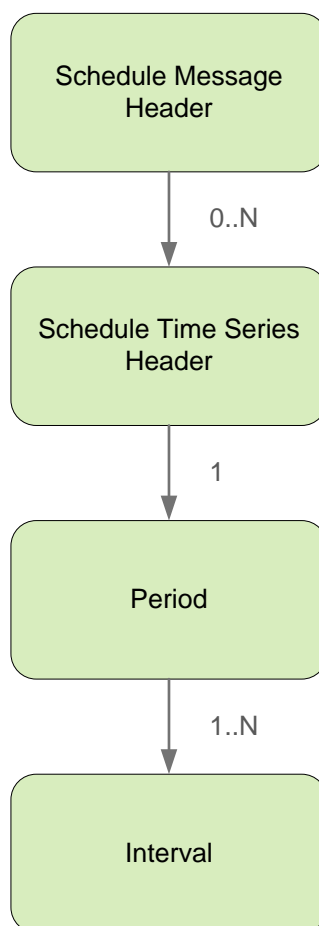 Schedule Message
Header
0..N
Schedule Time Series
Header
1
Period
1..N
Interval